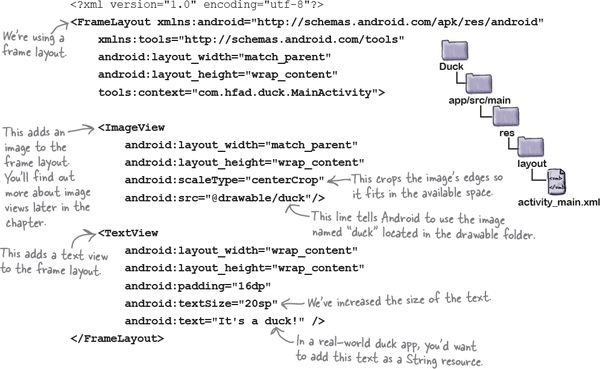 <?xml version="1.0" encoding="utf-8"?>
<FrameLayout xmlns:android="http://schemas.android.com/apk/res/android"
We're using a
frame layout.
xmlns:tools="http://schemas.android.com/tools"
android:layout_width="match_parent"
android:layout_height="wrap_content"
tools:context="com.hfad.duck.MainActivity">
Duck
app/src/main
res
layout
<xml>
</xml>
activity_main.xml
This adds an
image to the
frame layout.
You'll find out
more about image
views later in the
chapter.
<ImageView
android:layout_width="match_parent"
android:layout_height="wrap_content"
android:scaleType="centerCrop"
This crops the image's edges so
it fits in the available space.
android:src="@drawable/duck"/>
This line tells Android to use the image
named "duck" located in the drawable folder.
This adds a text view
to the frame layout.
<TextView
android:layout_width="wrap_content"
android:layout_height="wrap_content"
android:padding="16dp"
android:textSize="20sp"
We've increased the size of the text.
android:text="It's a duck!" />
In a real-world duck app, you'd want
to add this text as a String resource.
</FrameLayout>